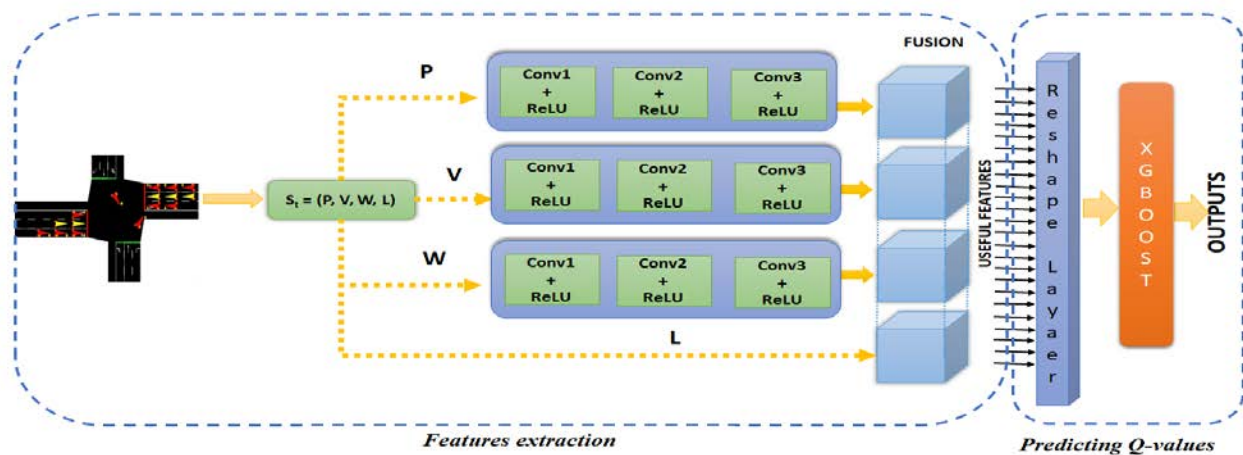 FUSION
P
Conv1
+
ReLU
Conv2
+
ReLU
Conv3
+
ReLU
V
Conv1
+
ReLU
Conv2
+
ReLU
Conv3
+
ReLU
St = (P, V, W, L)
W
Conv1
+
ReLU
Conv2
+
ReLU
Conv3
+
ReLU
L
USEFUL FEATURES
Reshape Layaer
XGBOOST
OUTPUTS
Features extraction
Predicting Q-values